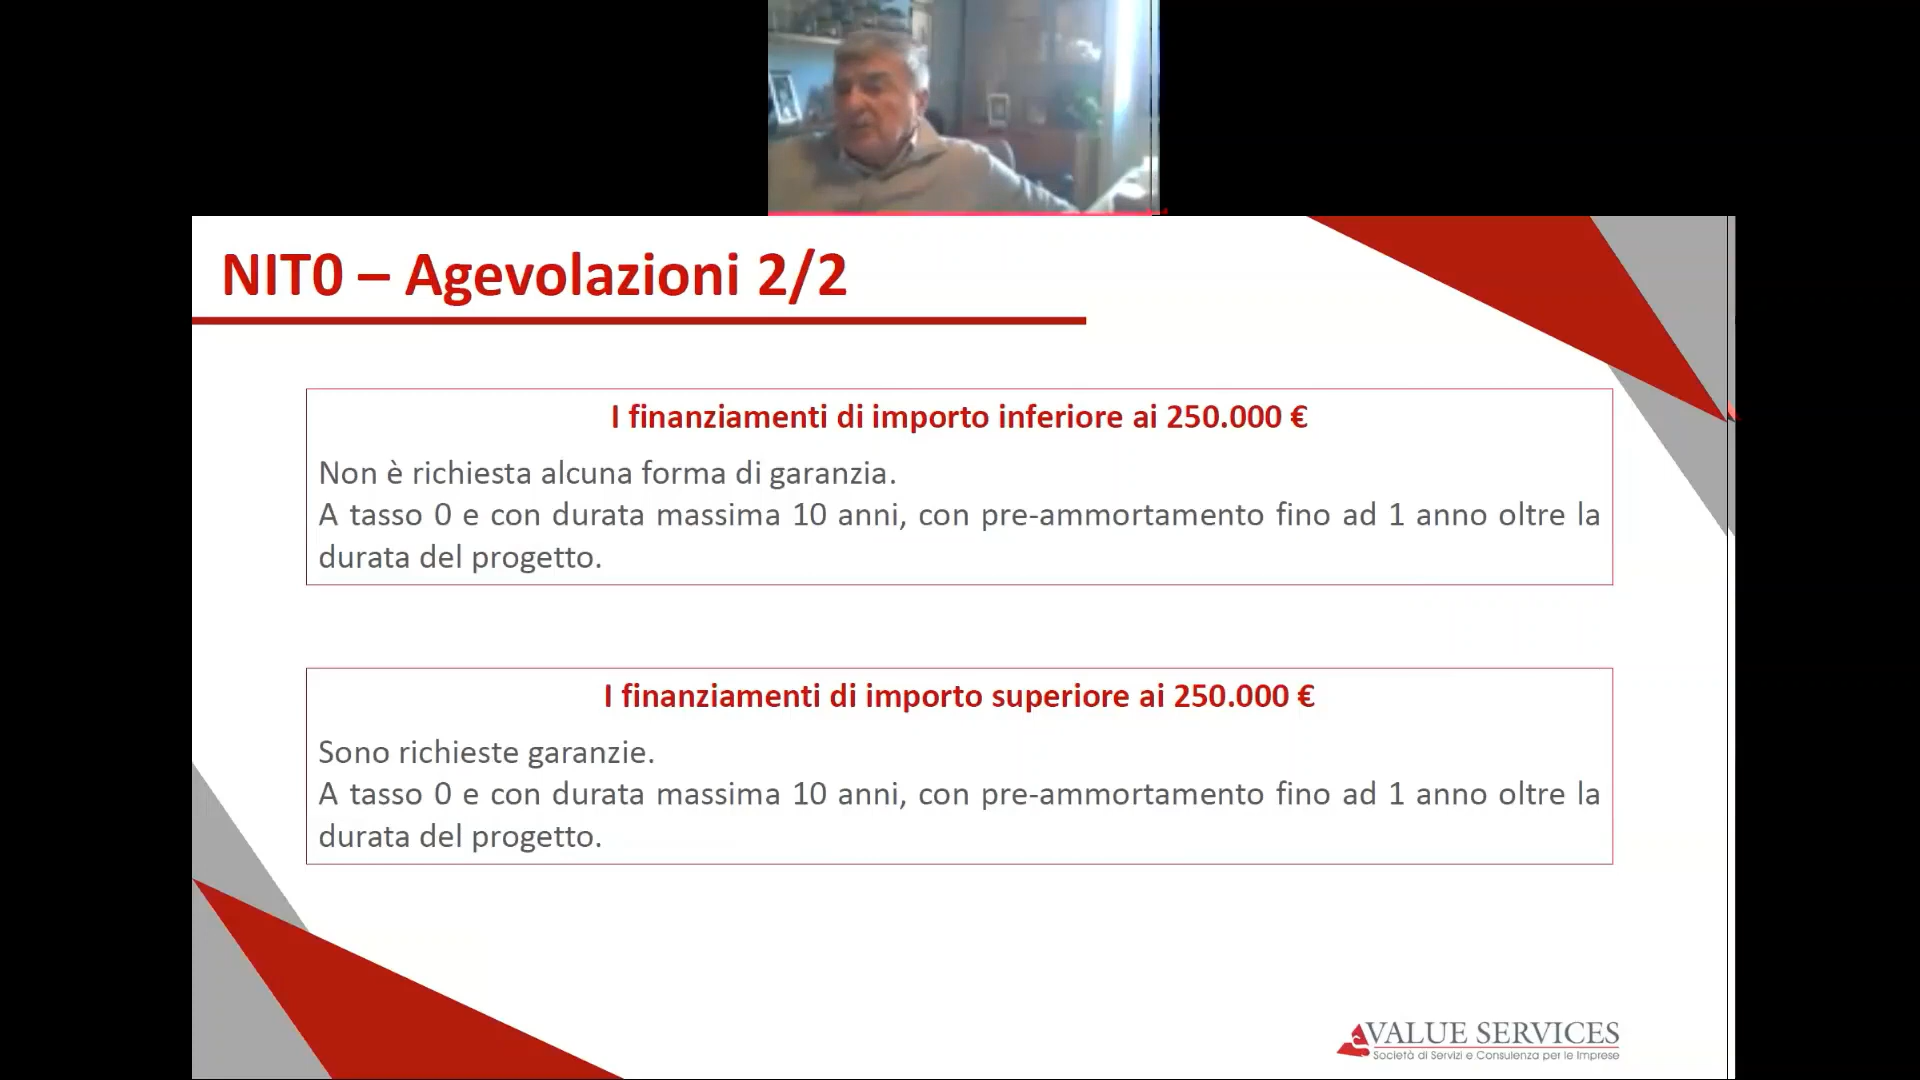 NIT0 – Agevolazioni 2/2
I finanziamenti di importo inferiore ai 250.000 €
Non è richiesta alcuna forma di garanzia.
A tasso 0 e con durata massima 10 anni, con pre-ammortamento fino ad 1 anno oltre la
durata del progetto.
I finanziamenti di importo superiore ai 250.000 €
Sono richieste garanzie.
A tasso 0 e con durata massima 10 anni, con pre-ammortamento fino ad 1 anno oltre la
durata del progetto.
VALUE SERVICES
Società di Servizi e Consulenza per le Imprese